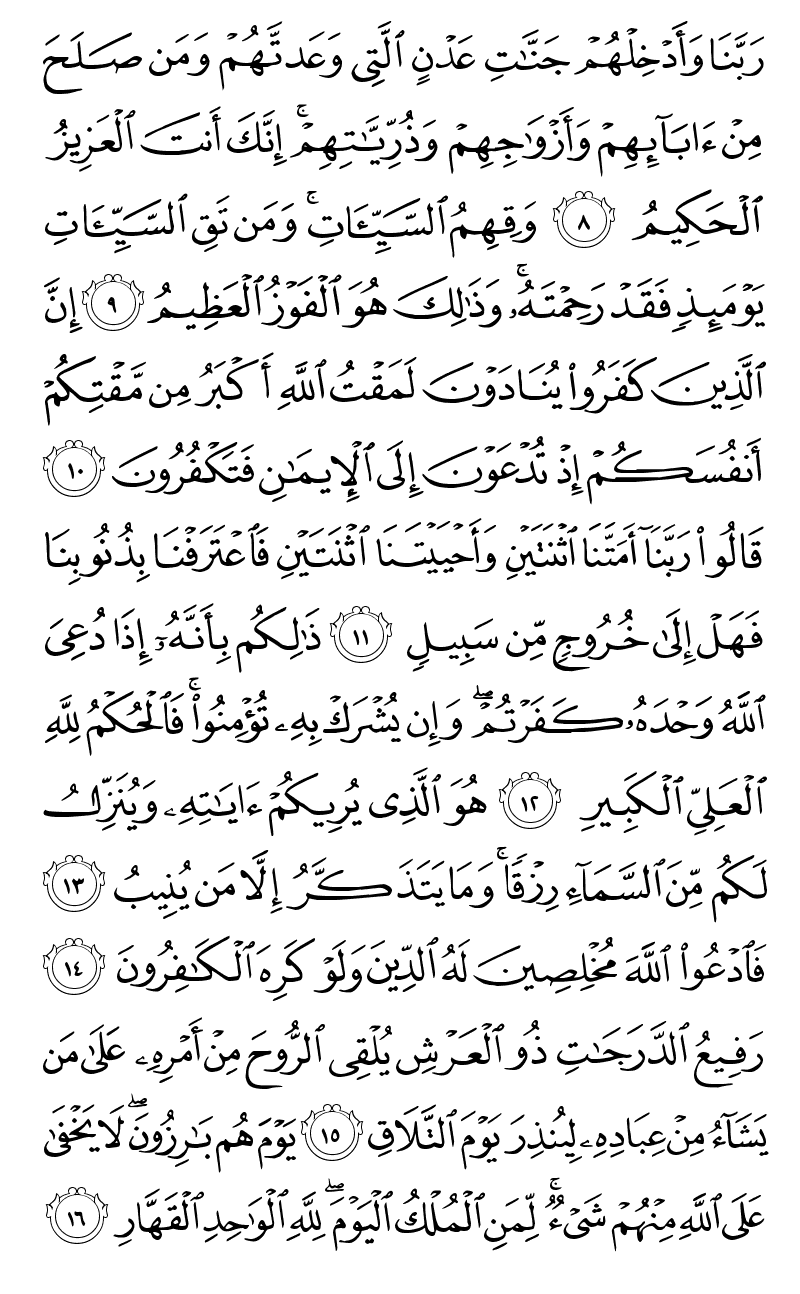 رَبَّنَا وَأَدْخِلْهُمْ جَنَّٰتِ عَدْنٍ ٱلَّتِى وَعَدتَّهُمْ وَمَن صَلَحَ
مِنْ ءَابَآئِهِمْ وَأَزْوَٰجِهِمْ وَذُرِّيَّٰتِهِمْ ۚ إِنَّكَ أَنتَ ٱلْعَزِيزُ
ٱلْحَكِيمُ ٨ وَقِهِمُ ٱلسَّيِّـَٔاتِ ۚ وَمَن تَقِ ٱلسَّيِّـَٔاتِ
يَوْمَئِذٍ فَقَدْ رَحِمْتَهُۥ ۚ وَذَٰلِكَ هُوَ ٱلْفَوْزُ ٱلْعَظِيمُ ٩ إِنَّ
ٱلَّذِينَ كَفَرُوا۟ يُنَادَوْنَ لَمَقْتُ ٱللَّهِ أَكْبَرُ مِن مَّقْتِكُمْ
أَنفُسَكُمْ إِذْ تُدْعَوْنَ إِلَى ٱلْإِيمَٰنِ فَتَكْفُرُونَ ١٠
قَالُوا۟ رَبَّنَآ أَمَتَّنَا ٱثْنَتَيْنِ وَأَحْيَيْتَنَا ٱثْنَتَيْنِ فَٱعْتَرَفْنَا بِذُنُوبِنَا
فَهَلْ إِلَىٰ خُرُوجٍ مِّن سَبِيلٍ ١١ ذَٰلِكُم بِأَنَّهُۥٓ إِذَا دُعِىَ
ٱللَّهُ وَحْدَهُۥ كَفَرْتُمْ ۖ وَإِن يُشْرَكْ بِهِۦ تُؤْمِنُوا۟ ۚ فَٱلْحُكْمُ لِلَّهِ
ٱلْعَلِىِّ ٱلْكَبِيرِ ١٢ هُوَ ٱلَّذِى يُرِيكُمْ ءَايَٰتِهِۦ وَيُنَزِّلُ
لَكُم مِّنَ ٱلسَّمَآءِ رِزْقًا ۚ وَمَا يَتَذَكَّرُ إِلَّا مَن يُنِيبُ ١٣
فَٱدْعُوا۟ ٱللَّهَ مُخْلِصِينَ لَهُ ٱلدِّينَ وَلَوْ كَرِهَ ٱلْكَٰفِرُونَ ١٤
رَفِيعُ ٱلدَّرَجَٰتِ ذُو ٱلْعَرْشِ يُلْقِى ٱلرُّوحَ مِنْ أَمْرِهِۦ عَلَىٰ مَن
يَشَآءُ مِنْ عِبَادِهِۦ لِيُنذِرَ يَوْمَ ٱلتَّلَاقِ ١٥ يَوْمَ هُم بَٰرِزُونَ ۖ لَا يَخْفَىٰ
عَلَى ٱللَّهِ مِنْهُمْ شَىْءٌ ۚ لِّمَنِ ٱلْمُلْكُ ٱلْيَوْمَ ۖ لِلَّهِ ٱلْوَٰحِدِ ٱلْقَهَّارِ ١٦